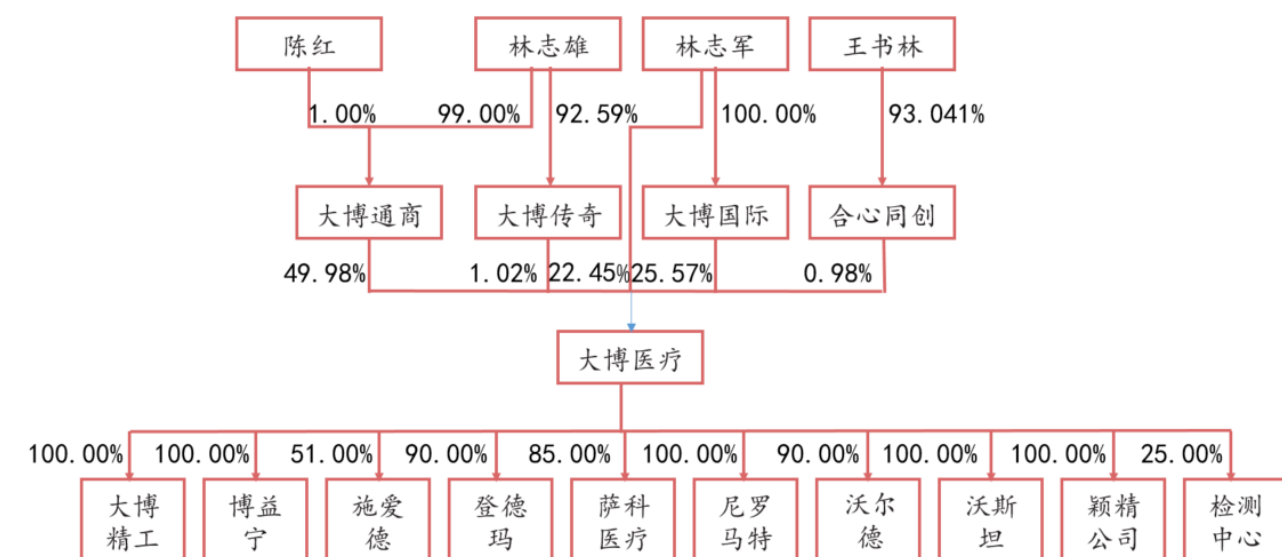 陈红
林志雄
林志军
王书林
1.00%
99.00%
92.59%
100.00%
93.041%
大博通商
大博传奇
大博国际
合心同创
49.98%
1.02%
22.45%
25.57%
0.98%
大博医疗
100.00%
100.00%
51.00%
90.00%
85.00%
100.00%
90.00%
100.00%
100.00%
25.00%
大博
精工
博益
宁
施爱
德
登德
玛
萨科
医疗
尼罗
马特
沃尔
德
沃斯
坦
颖精
公司
检测
中心